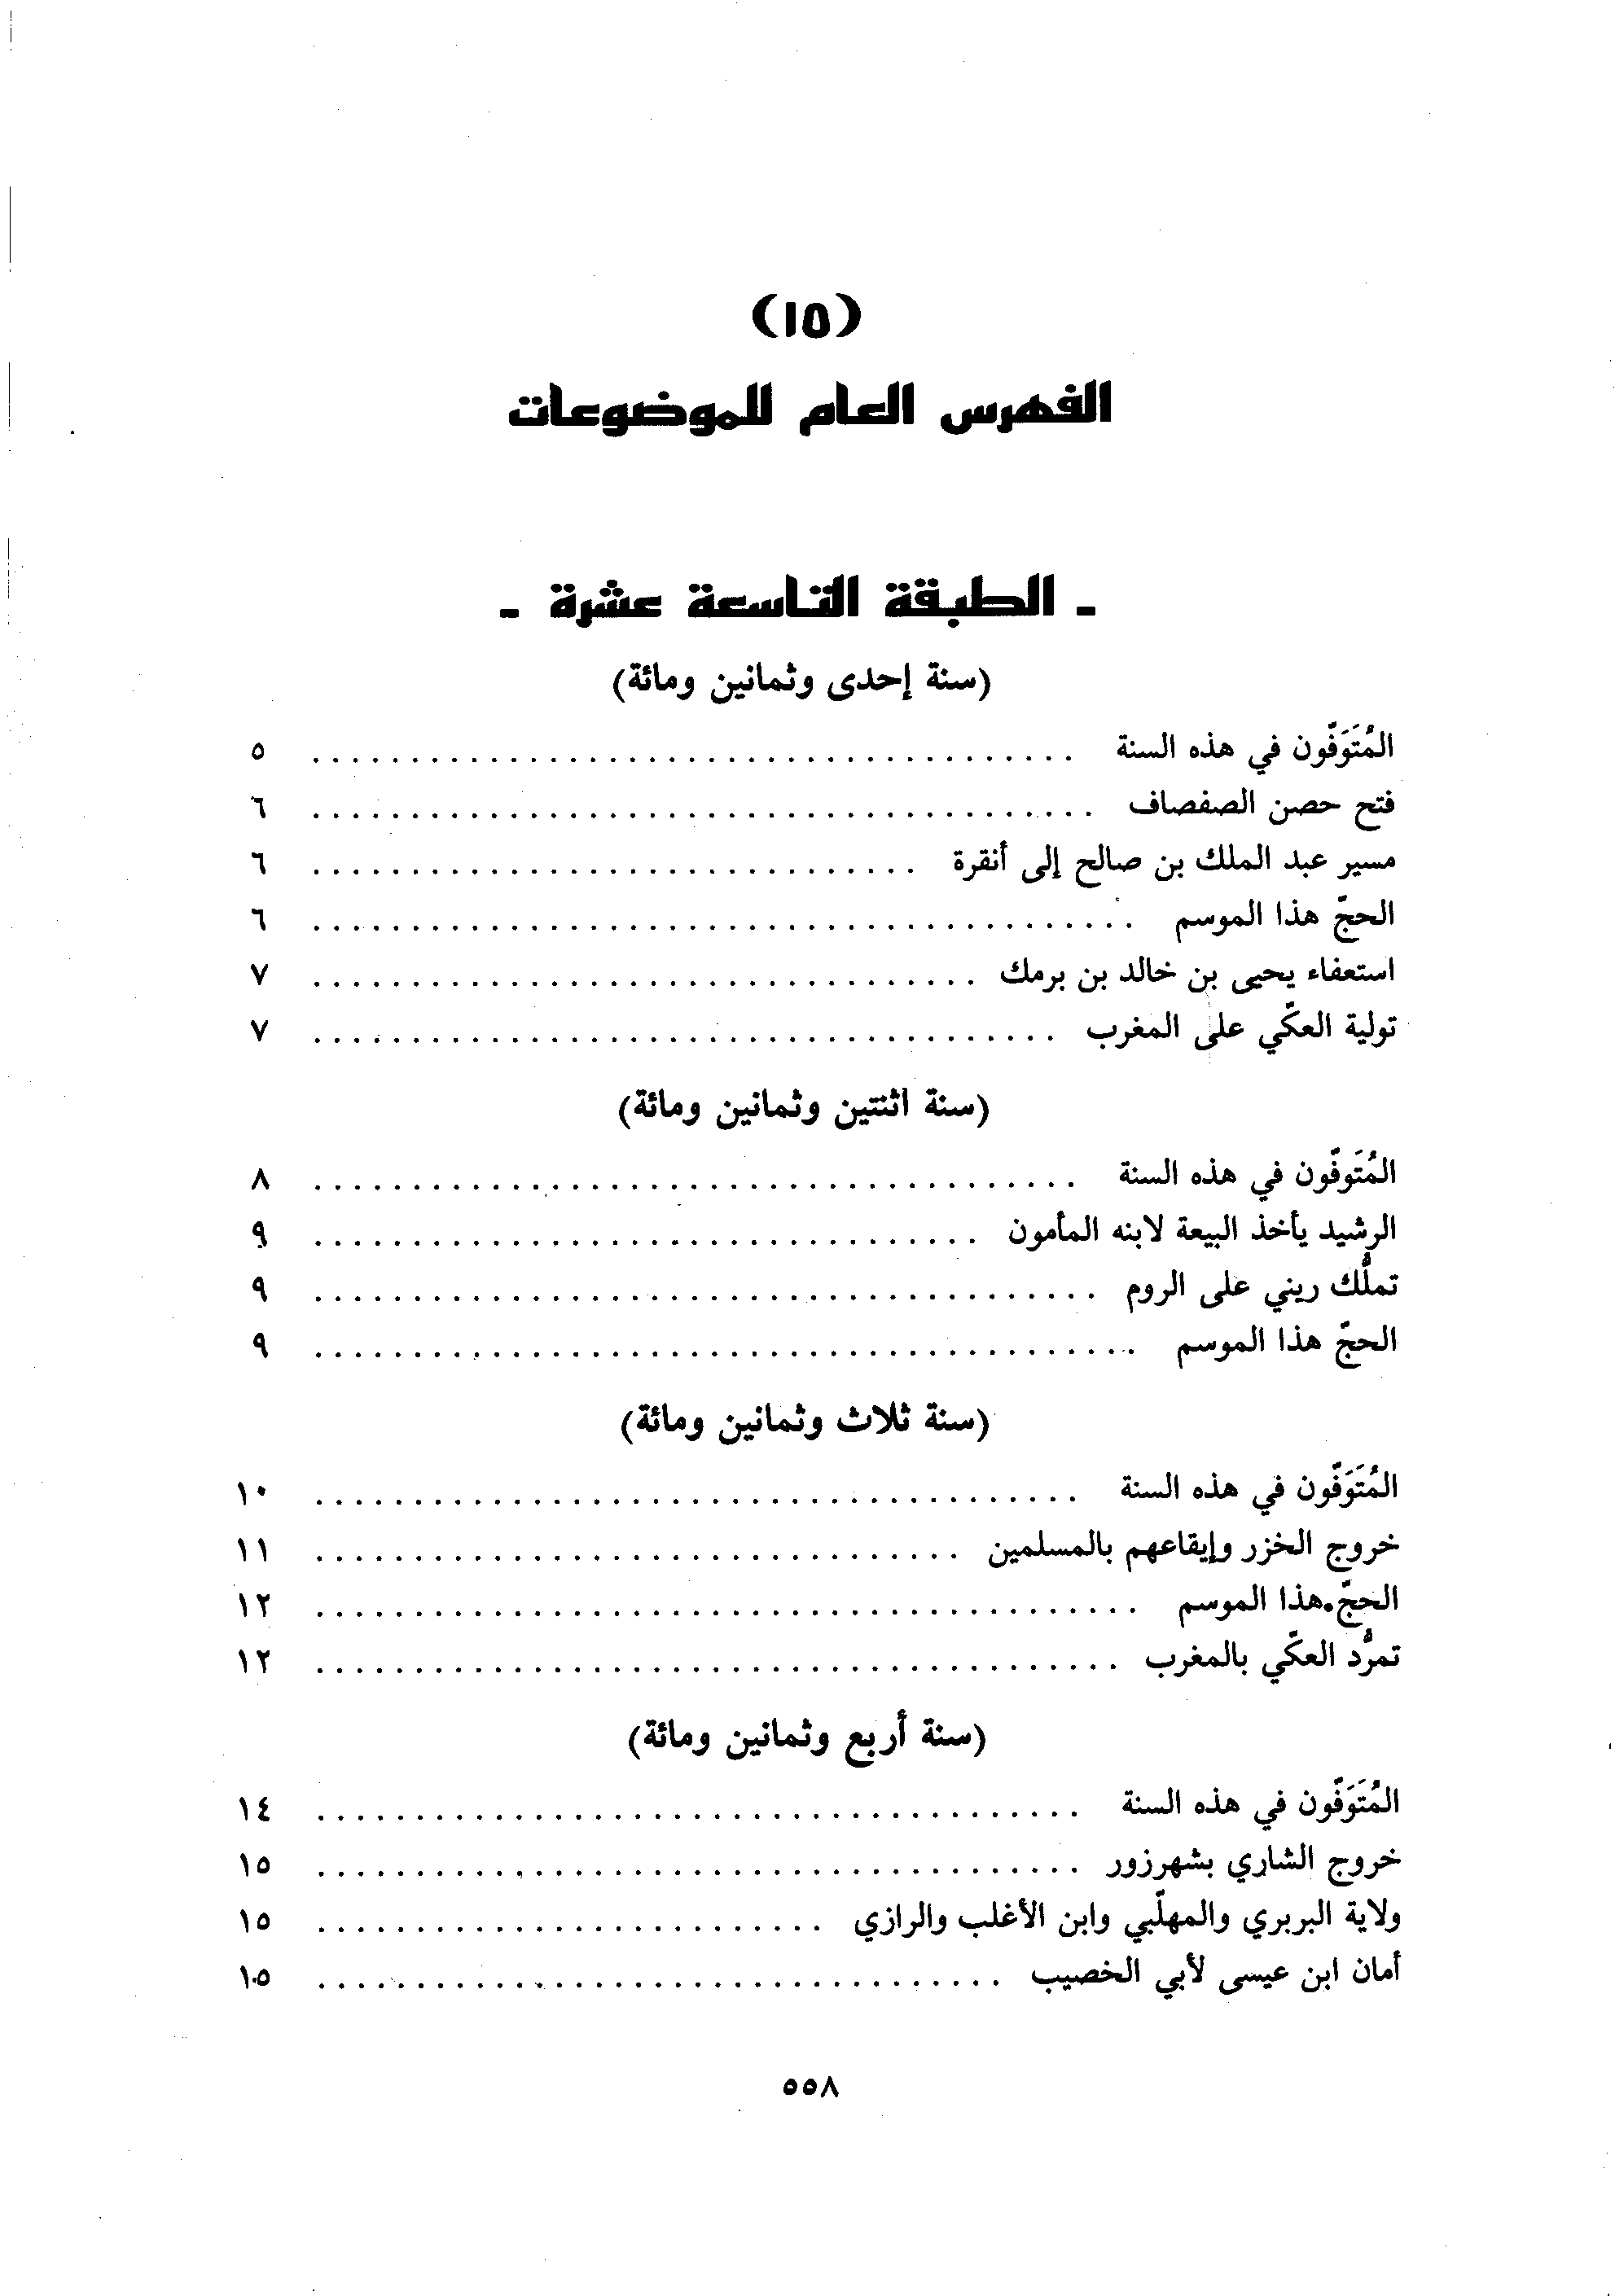 (١٥)
الفهرس العام للموضوعات
- الطبقة التاسعة عشرة -
(سنة إحدى وثمانين ومائة)
المُتَوَفّون في هذه السنة ........ ٥
فتح حصن الصفصاف ........ ٦
مسير عبد الملك بن صالح إلى أنقرة ........ ٦
الحجّ هذا الموسم ........ ٦
استعفاء يحيى بن خالد بن برمك ........ ٧
تولية العكّي على المغرب ........ ٧
(سنة اثنتين وثمانين ومائة)
المُتَوفّون في هذه السنة ........ ٨
الرشيد يأخذ البيعة لابنه المأمون ........ ٩
تملُّك ريني على الروم ........ ٩
الحجّ هذا الموسم ........ ٩
(سنة ثلاث وثمانين ومائة)
المُتَوَفّون في هذه السنة ........ ١٠
خروج الخزر وإيقاعهم بالمسلمين ........ ١١
الحجّ هذا الموسم ........ ١٢
تمرُّد العكّي بالمغرب ........ ١٢
(سنة أربع وثمانين ومائة)
المُتَوَفّون في هذه السنة ........ ١٤
خروج الشاري بشهرزور ........ ١٥
ولاية البربري والمهلّبي وابن الأغلب والرازي ........ ١٥
أمان ابن عيسى لأبي الخصيب ........ ١٥
٥٥٨